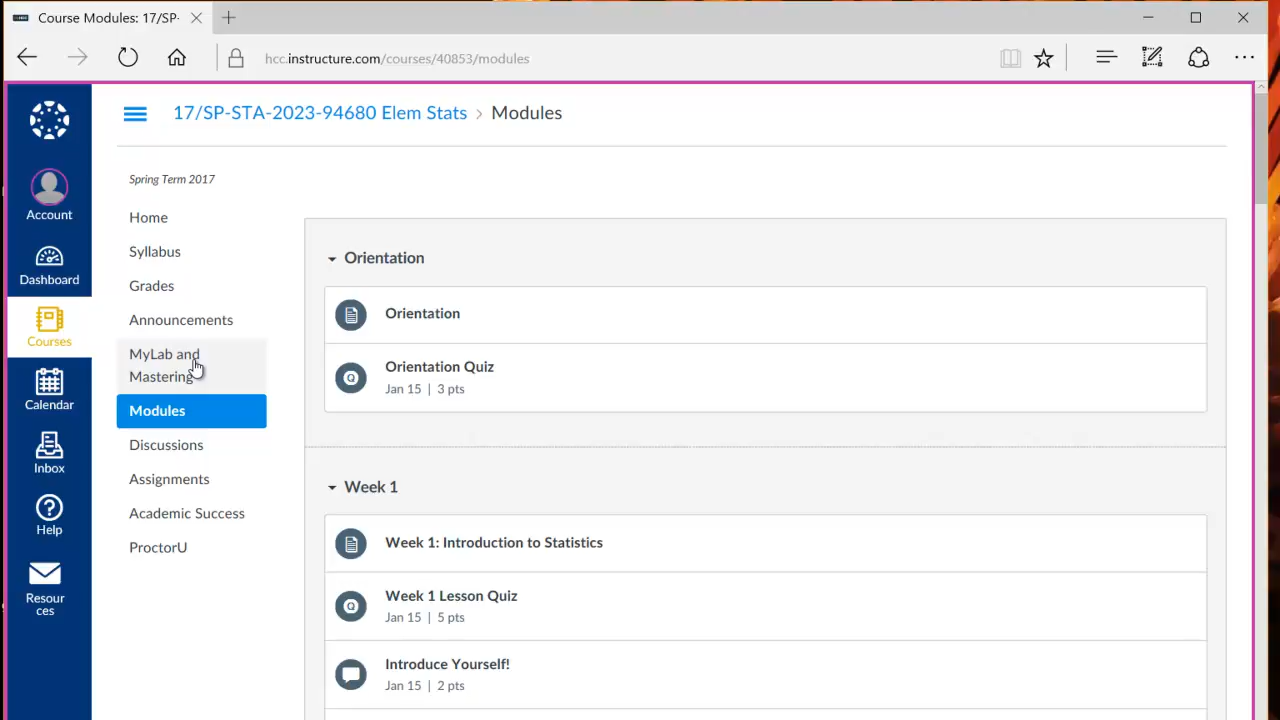 Course Modules: 17/SP-
hcc.instructure.com/courses/40853/modules
17/SP-STA-2023-94680 Elem Stats > Modules
Account
Dashboard
Courses
Calendar
Inbox
Help
Resour
ces
Spring Term 2017
Home
Syllabus
Grades
Announcements
MyLab and
Mastering
Modules
Discussions
Assignments
Academic Success
ProctorU
Orientation
Orientation
Orientation Quiz
Jan 15 | 3 pts
Week 1
Week 1: Introduction to Statistics
Week 1 Lesson Quiz
Jan 15 | 5 pts
Introduce Yourself!
Jan 15 | 2 pts